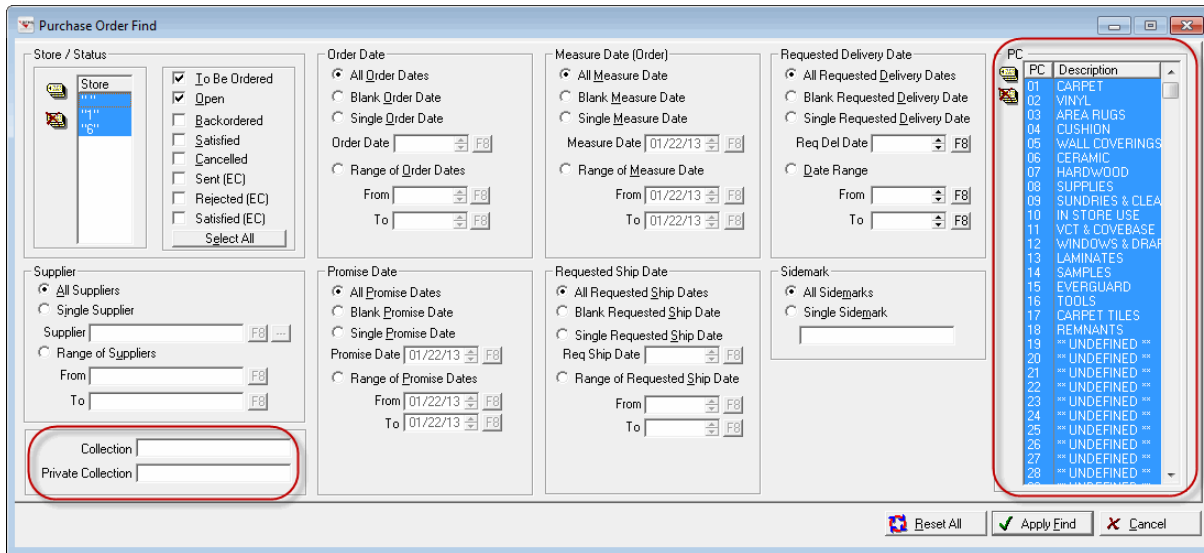 Purchase Order Find
Store / Status
Store
" "
"1"
"6"
To Be Ordered
Open
Backordered
Satisfied
Cancelled
Sent (EC)
Rejected (EC)
Satisfied (EC)
Select All
Order Date
All Order Dates
Blank Order Date
Single Order Date
Order Date F8
Range of Order Dates
From F8
To F8
Measure Date (Order)
All Measure Date
Blank Measure Date
Single Measure Date
Measure Date 01/22/13 F8
Range of Measure Date
From 01/22/13 F8
To 01/22/13 F8
Requested Delivery Date
All Requested Delivery Dates
Blank Requested Delivery Date
Single Requested Delivery Date
Req Del Date F8
Date Range
From F8
To F8
PC
PC Description
01 CARPET
02 VINYL
03 AREA RUGS
04 CUSHION
05 WALL COVERINGS
06 CERAMIC
07 HARDWOOD
08 SUPPLIES
09 SUNDRIES & CLEA
10 IN STORE USE
11 VCT & COVEBASE
12 WINDOWS & DRAF
13 LAMINATES
14 SAMPLES
15 EVERGUARD
16 TOOLS
17 CARPET TILES
18 REMNANTS
19 ** UNDEFINED **
20 ** UNDEFINED **
21 ** UNDEFINED **
22 ** UNDEFINED **
23 ** UNDEFINED **
24 ** UNDEFINED **
25 ** UNDEFINED **
26 ** UNDEFINED **
27 ** UNDEFINED **
28 ** UNDEFINED **
Supplier
All Suppliers
Single Supplier
Supplier F8 ...
Range of Suppliers
From F8
To F8
Collection
Private Collection
Promise Date
All Promise Dates
Blank Promise Date
Single Promise Date
Promise Date 01/22/13 F8
Range of Promise Dates
From 01/22/13 F8
To 01/22/13 F8
Requested Ship Date
All Requested Ship Dates
Blank Requested Ship Date
Single Requested Ship Date
Req Ship Date F8
Range of Requested Ship Date
From F8
To F8
Sidemark
All Sidemarks
Single Sidemark
Reset All
Apply Find
Cancel